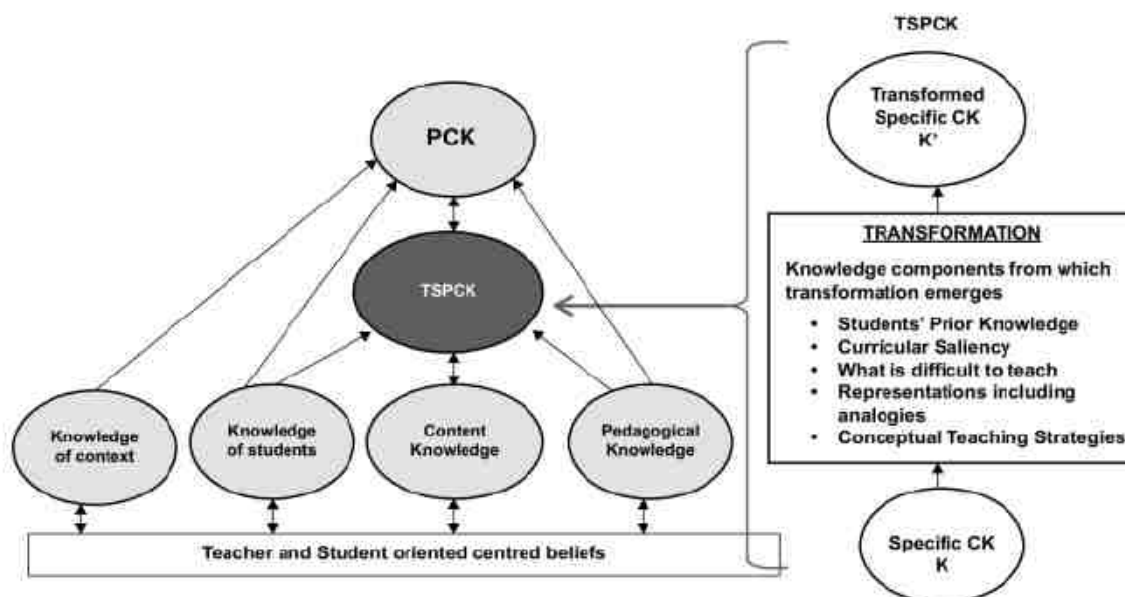 PCK
TSPCK
Knowledge
of context
Knowledge
of students
Content
Knowledge
Pedagogical
Knowledge
Teacher and Student oriented centred beliefs
TSPCK
Transformed
Specific CK
K'
TRANSFORMATION
Knowledge components from which
transformation emerges
• Students' Prior Knowledge
• Curricular Saliency
• What is difficult to teach
• Representations including
analogies
• Conceptual Teaching Strategies
Specific CK
K